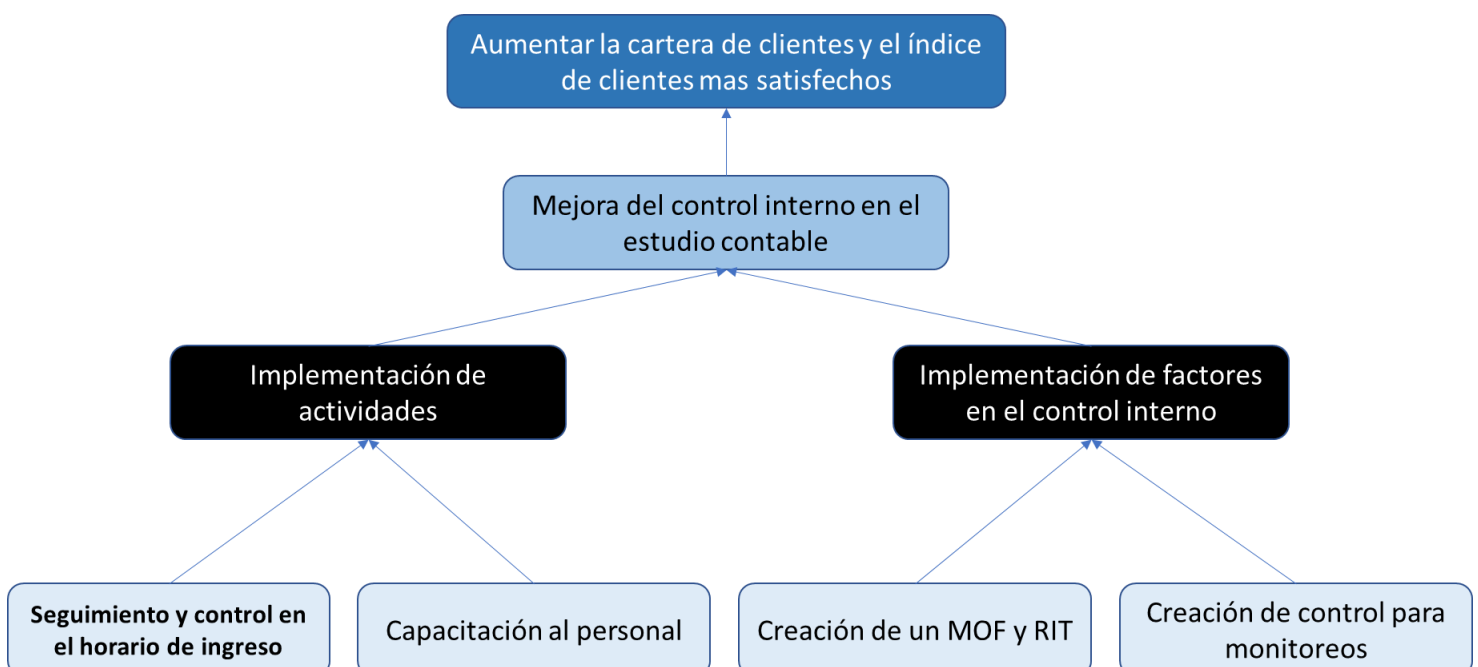 Aumentar la cartera de clientes y el índice
de clientes mas satisfechos
Mejora del control interno en el
estudio contable
Implementación de
actividades
Implementación de factores
en el control interno
Seguimiento y control en
el horario de ingreso
Capacitación al personal
Creación de un MOF y RIT
Creación de control para
monitoreos